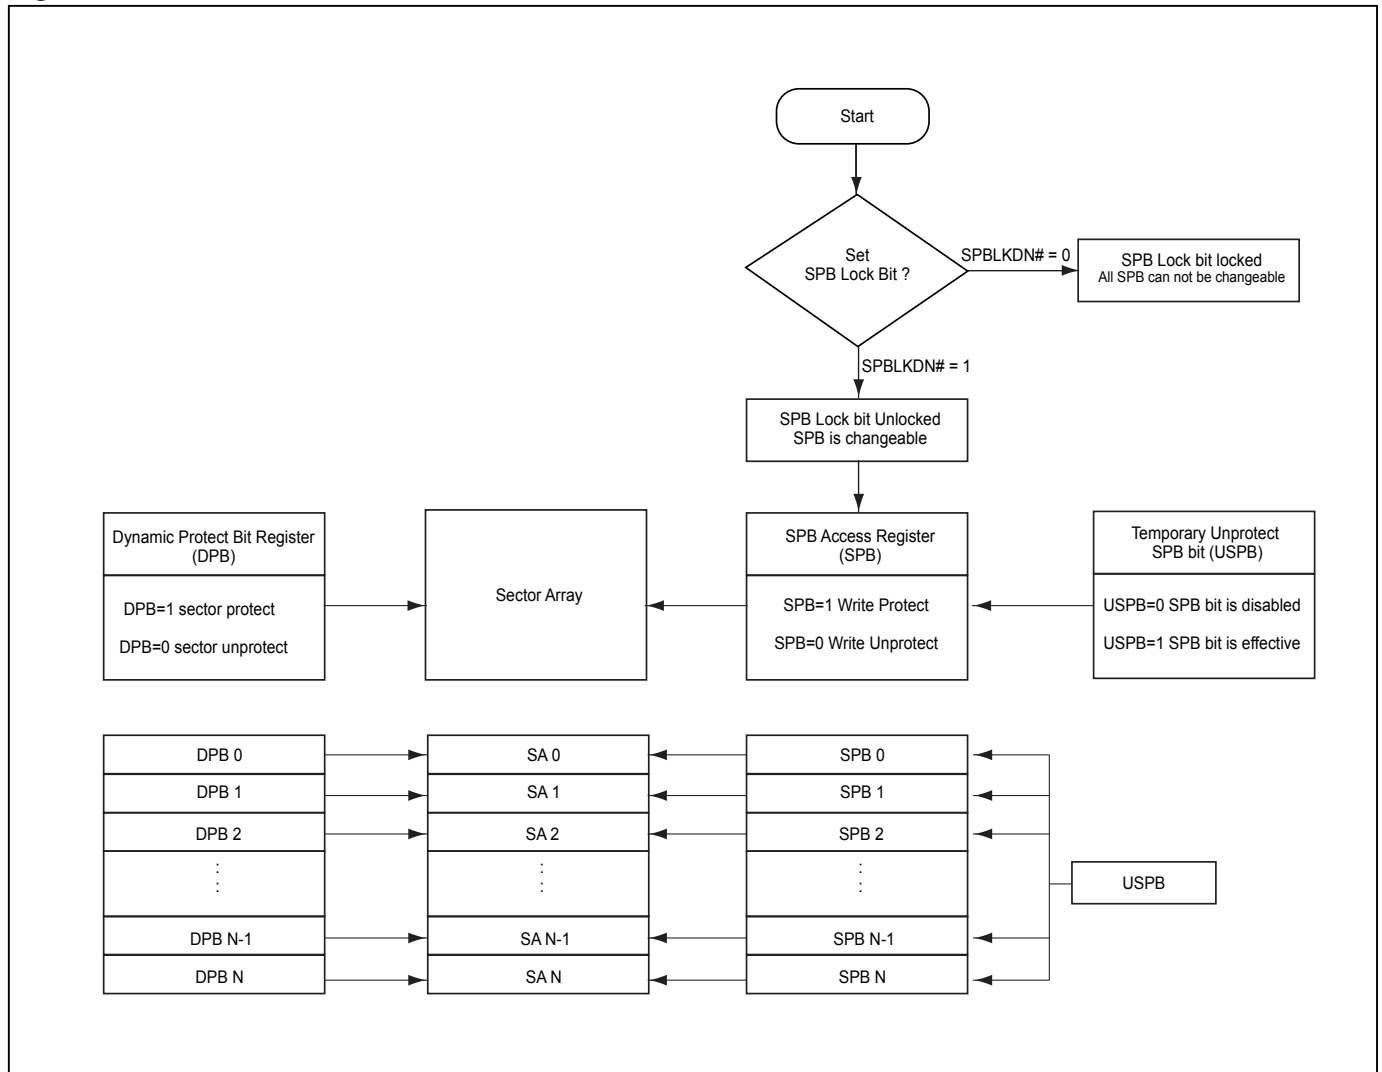 Start
Set
SPB Lock Bit ?
SPBLKDN# = 0
SPB Lock bit locked
All SPB can not be changeable
SPBLKDN# = 1
SPB Lock bit Unlocked
SPB is changeable
Dynamic Protect Bit Register
(DPB)
DPB=1 sector protect
DPB=0 sector unprotect
Sector Array
SPB Access Register
(SPB)
SPB=1 Write Protect
SPB=0 Write Unprotect
Temporary Unprotect
SPB bit (USPB)
USPB=0 SPB bit is disabled
USPB=1 SPB bit is effective
DPB 0
SA 0
SPB 0
DPB 1
SA 1
SPB 1
DPB 2
SA 2
SPB 2
USPB
DPB N-1
SA N-1
SPB N-1
DPB N
SA N
SPB N